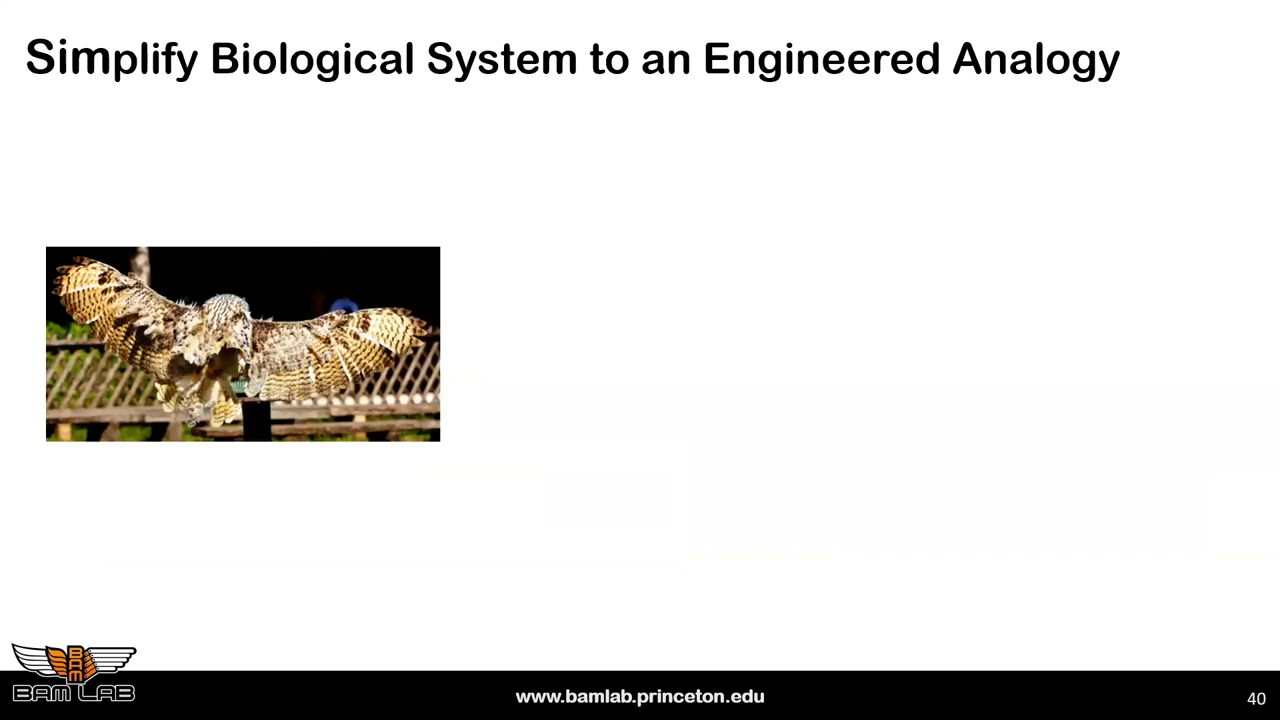 Simplify Biological System to an Engineered Analogy
BAM
BAM LAB
www.bamlab.princeton.edu
40